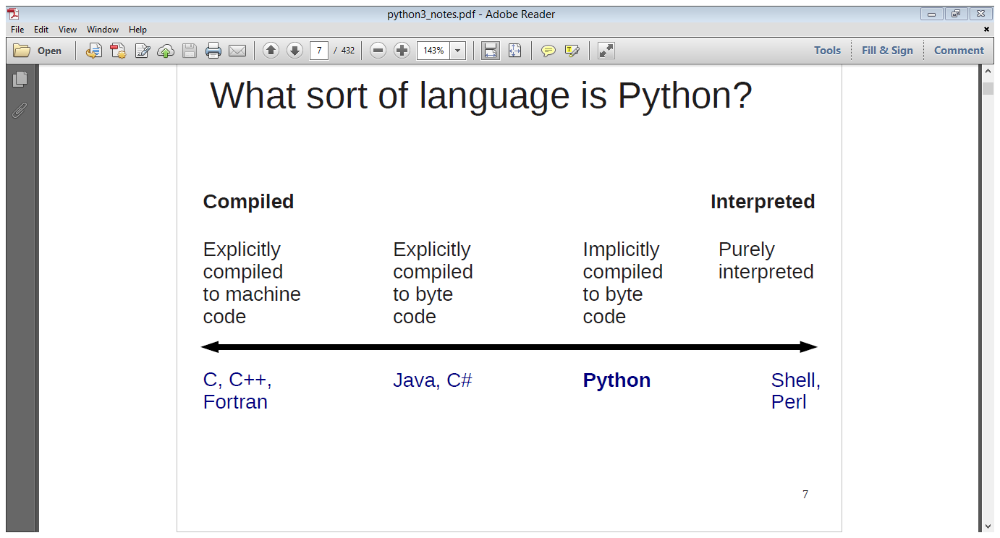 python3_notes.pdf - Adobe Reader
File Edit View Window Help
Open 7 / 432 143% Tools Fill & Sign Comment
What sort of language is Python?
Compiled Interpreted
Explicitly Explicitly Implicitly Purely
compiled compiled compiled interpreted
to machine to byte to byte
code code code
C, C++, Java, C# Python Shell,
Fortran Perl
7